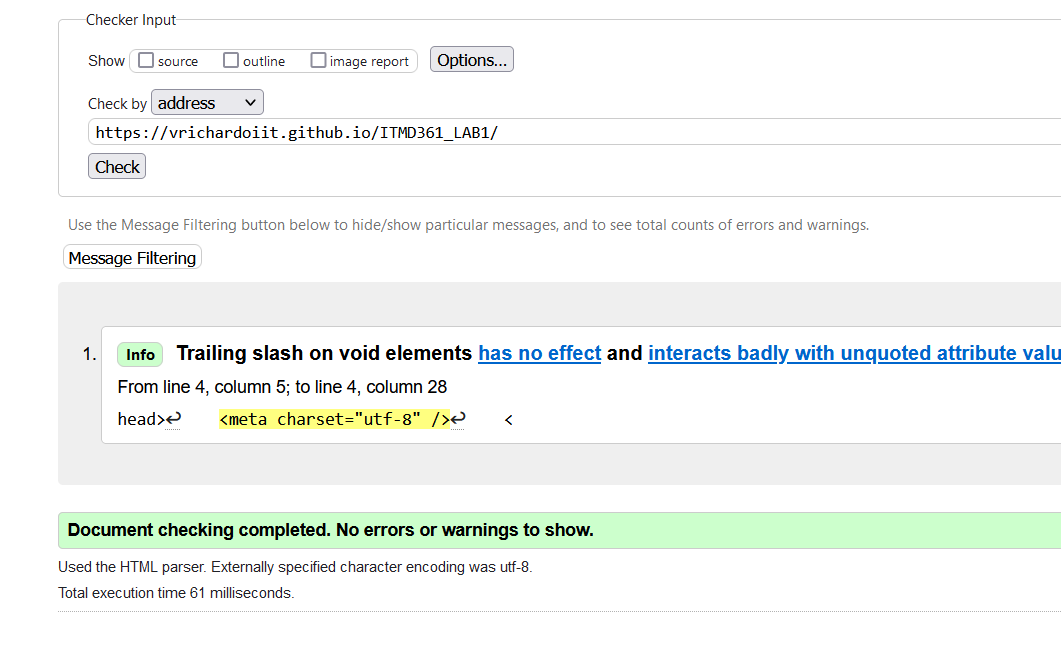 Checker Input
Show source outline image report Options...
Check by address
https://vrichardoiit.github.io/ITMD361_LAB1/
Check
Use the Message Filtering button below to hide/show particular messages, and to see total counts of errors and warnings.
Message Filtering
1. Info Trailing slash on void elements has no effect and interacts badly with unquoted attribute valu
From line 4, column 5; to line 4, column 28
head>↩ <meta charset="utf-8" />↩ <
Document checking completed. No errors or warnings to show.
Used the HTML parser. Externally specified character encoding was utf-8.
Total execution time 61 milliseconds.